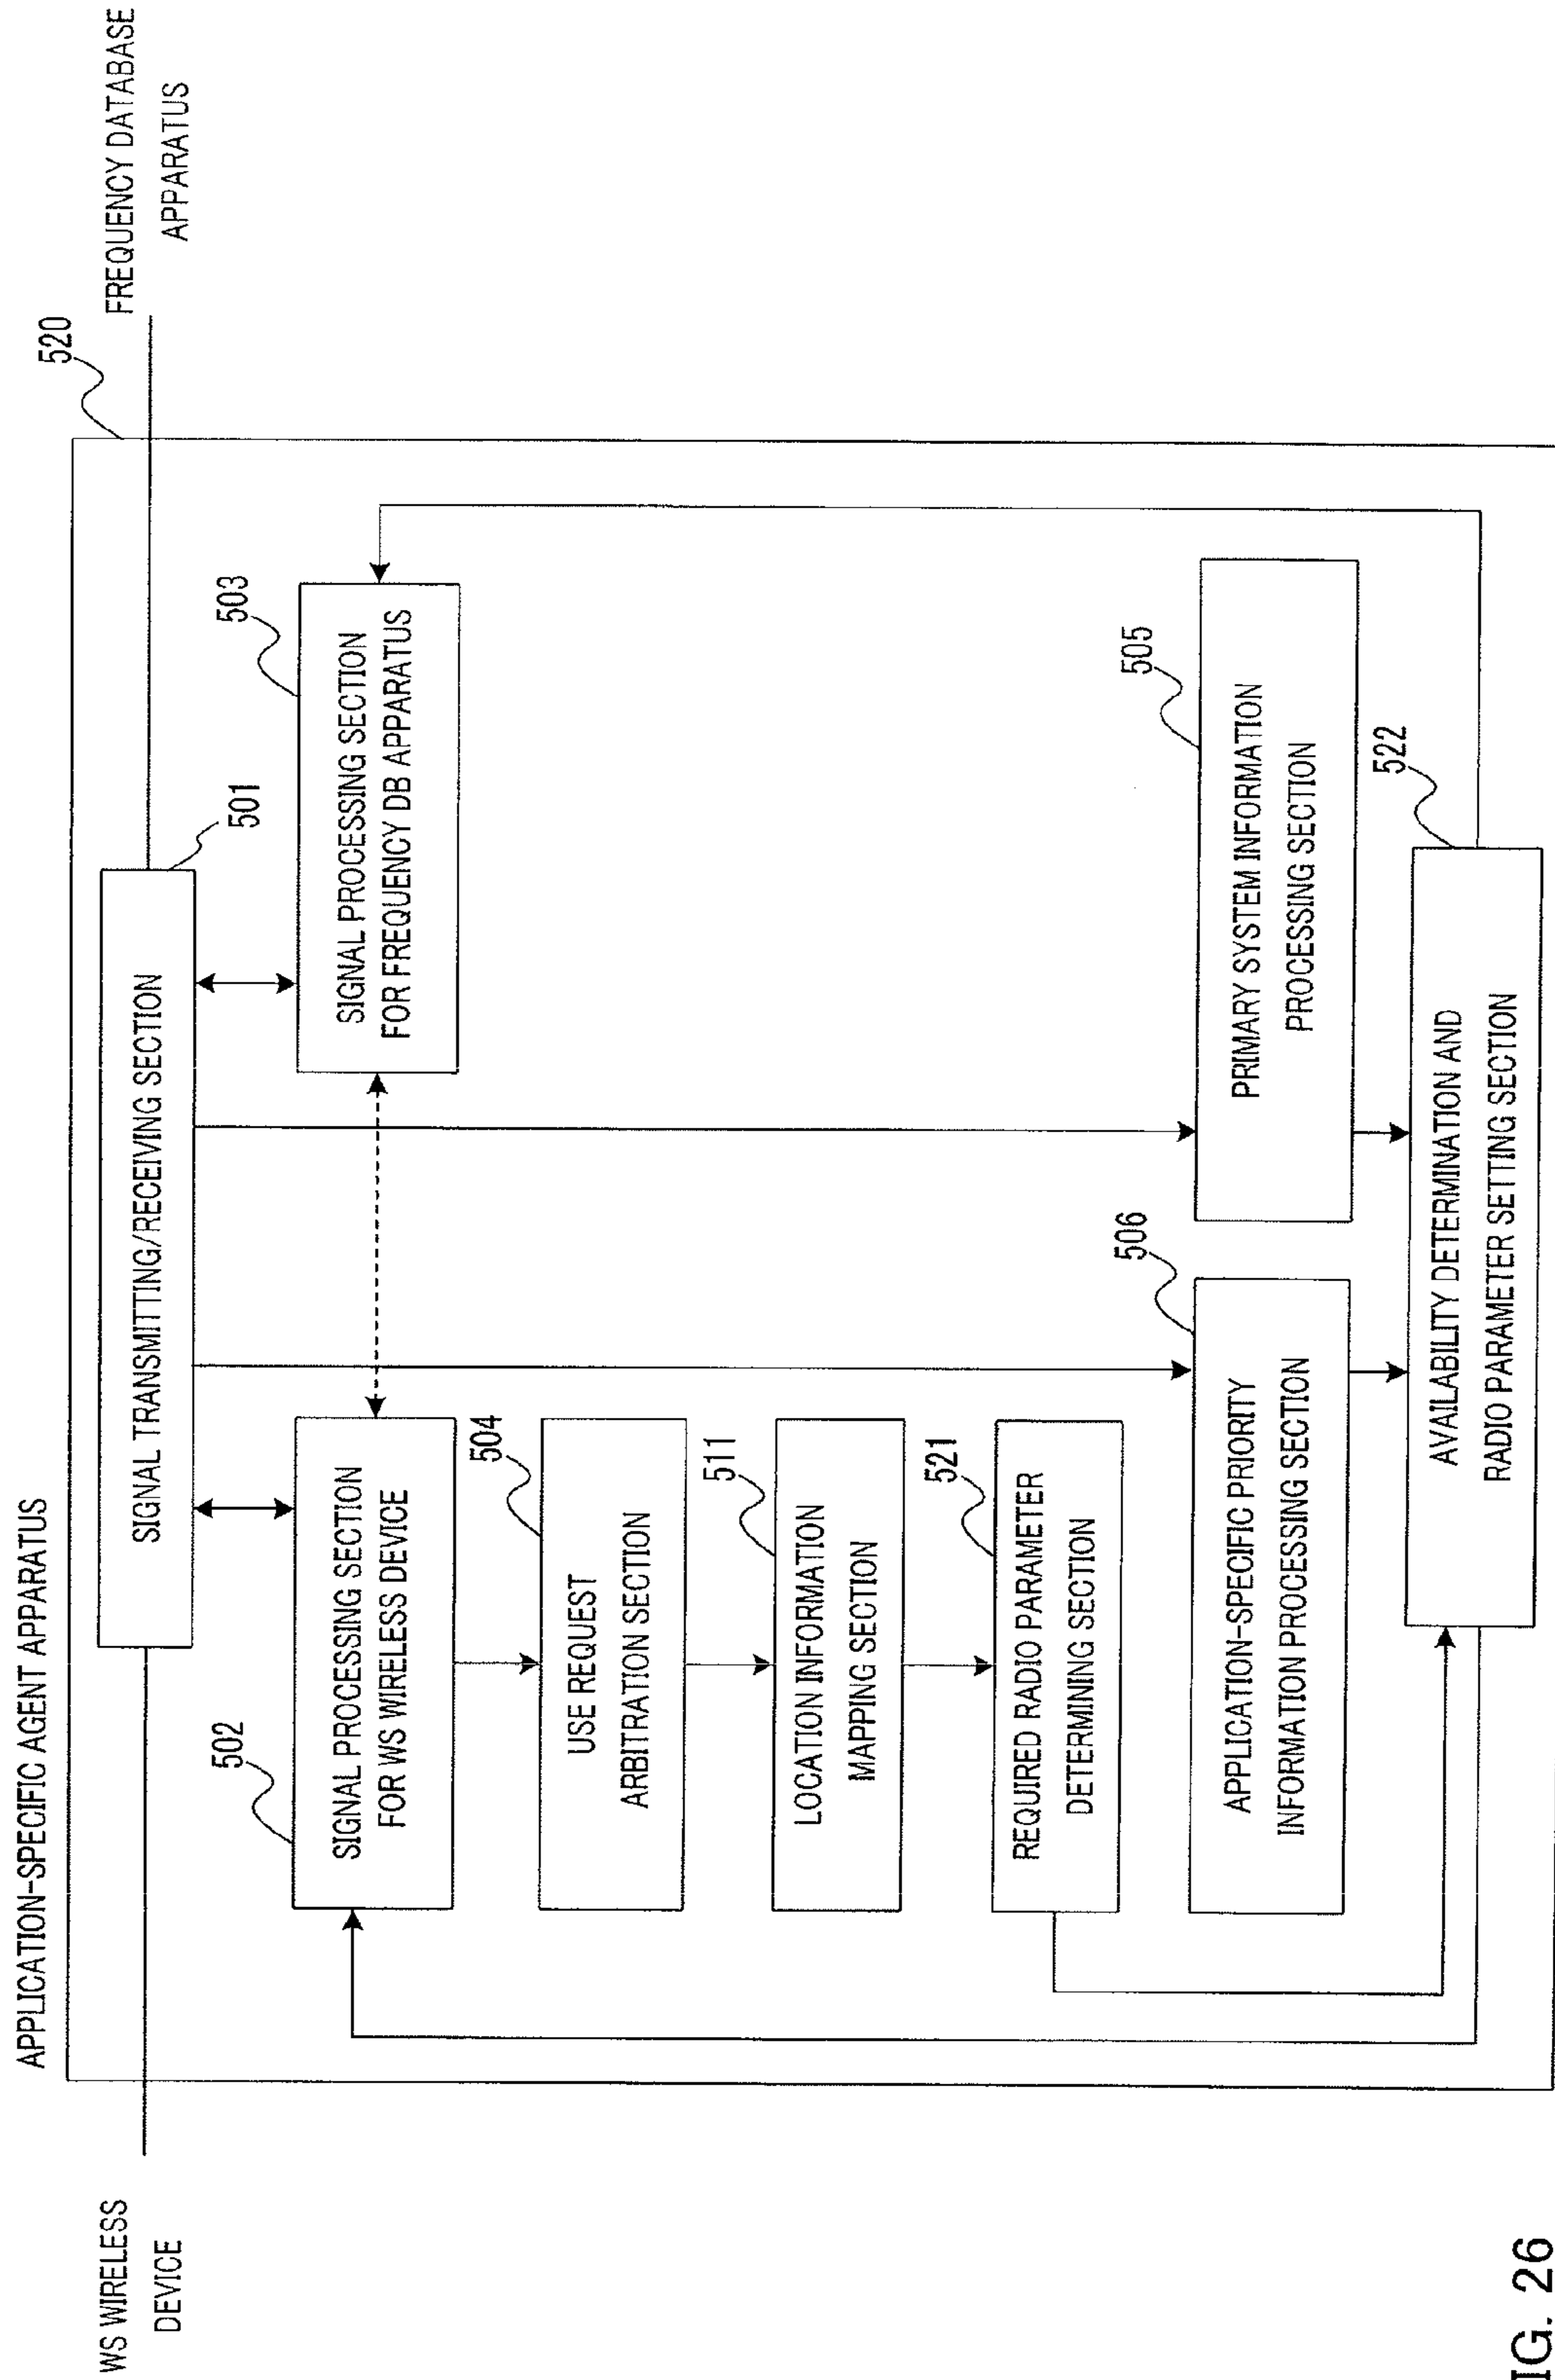 APPLICATION-SPECIFIC AGENT APPARATUS
520
WS WIRELESS
DEVICE
FREQUENCY DATABASE
APPARATUS
SIGNAL TRANSMITTING/RECEIVING SECTION
501
502
SIGNAL PROCESSING SECTION
FOR WS WIRELESS DEVICE
503
SIGNAL PROCESSING SECTION
FOR FREQUENCY DB APPARATUS
504
USE REQUEST
ARBITRATION SECTION
511
LOCATION INFORMATION
MAPPING SECTION
521
REQUIRED RADIO PARAMETER
DETERMINING SECTION
506
APPLICATION-SPECIFIC PRIORITY
INFORMATION PROCESSING SECTION
505
PRIMARY SYSTEM INFORMATION
PROCESSING SECTION
522
AVAILABILITY DETERMINATION AND
RADIO PARAMETER SETTING SECTION
IG. 26